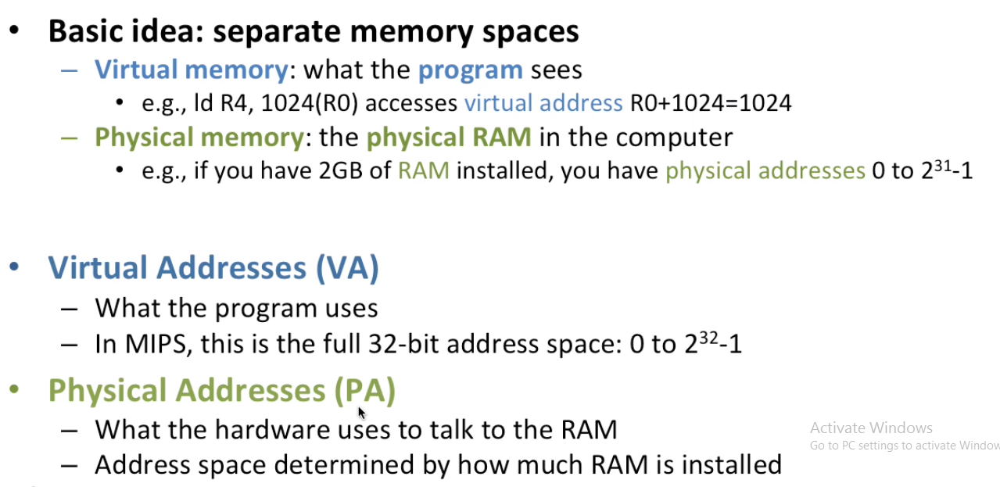 • Basic idea: separate memory spaces
– Virtual memory: what the program sees
• e.g., ld R4, 1024(R0) accesses virtual address R0+1024=1024
– Physical memory: the physical RAM in the computer
• e.g., if you have 2GB of RAM installed, you have physical addresses 0 to 2³¹-1
• Virtual Addresses (VA)
– What the program uses
– In MIPS, this is the full 32-bit address space: 0 to 2³²-1
• Physical Addresses (PA)
– What the hardware uses to talk to the RAM
– Address space determined by how much RAM is installed
Activate Windows
Go to PC settings to activate Window